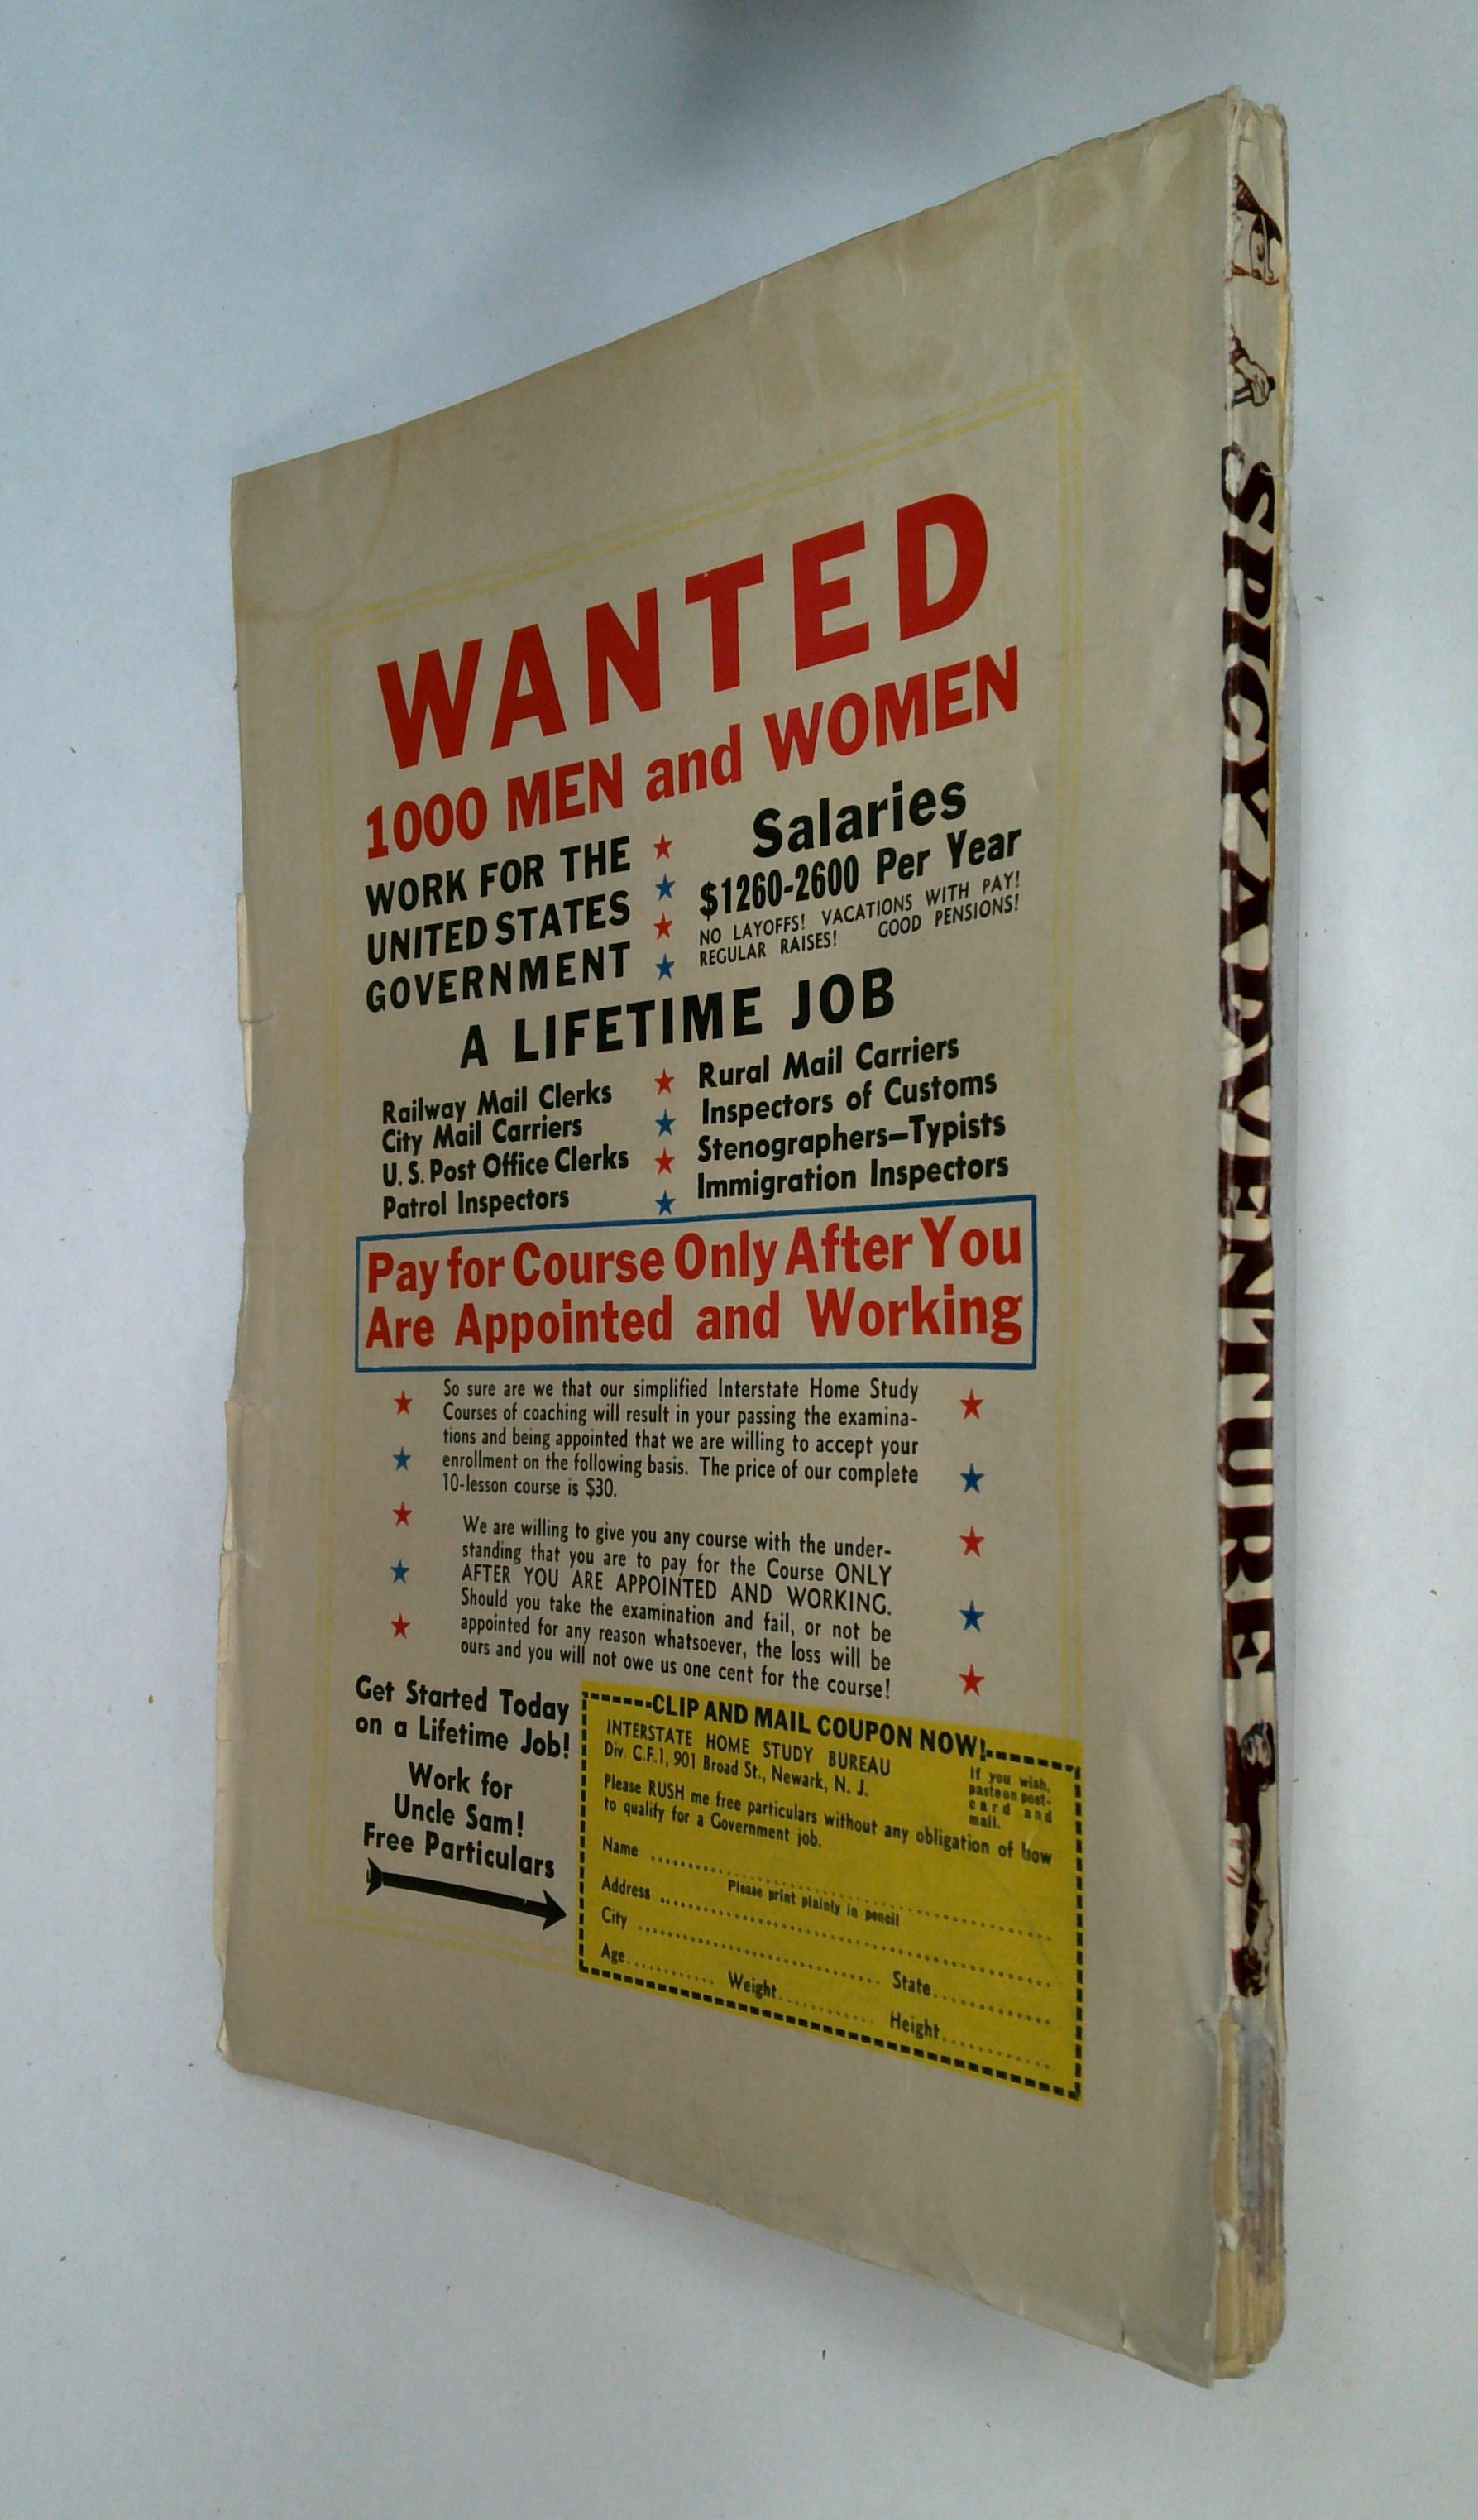 WANTED
1000 MEN and WOMEN
WORK FOR THE
UNITED STATES
GOVERNMENT
Salaries
$1260-2600 Per Year
NO LAYOFFS! VACATIONS WITH PAY!
REGULAR RAISES! GOOD PENSIONS!
A LIFETIME JOB
Railway Mail Clerks
City Mail Carriers
U. S. Post Office Clerks
Patrol Inspectors
Rural Mail Carriers
Inspectors of Customs
Stenographers—Typists
Immigration Inspectors
Pay for Course Only After You
Are Appointed and Working
So sure are we that our simplified Interstate Home Study
Courses of coaching will result in your passing the examina-
tions and being appointed that we are willing to accept your
enrollment on the following basis. The price of our complete
10-lesson course is $30.
We are willing to give you any course with the under-
standing that you are to pay for the Course ONLY
AFTER YOU ARE APPOINTED AND WORKING.
Should you take the examination and fail, or not be
appointed for any reason whatsoever, the loss will be
ours and you will not owe us one cent for the course!
Get Started Today
on a Lifetime Job!
Work for
Uncle Sam!
Free Particulars
CLIP AND MAIL COUPON NOW!
INTERSTATE HOME STUDY BUREAU
Div. C.F.1, 901 Broad St., Newark, N. J.
If you wish,
paste on post-
card and
mail.
Please RUSH me free particulars without any obligation of how
to qualify for a Government job.
Name
Please print plainly in pencil
Address
City State
Age Weight Height
SPICY ADVENTURE